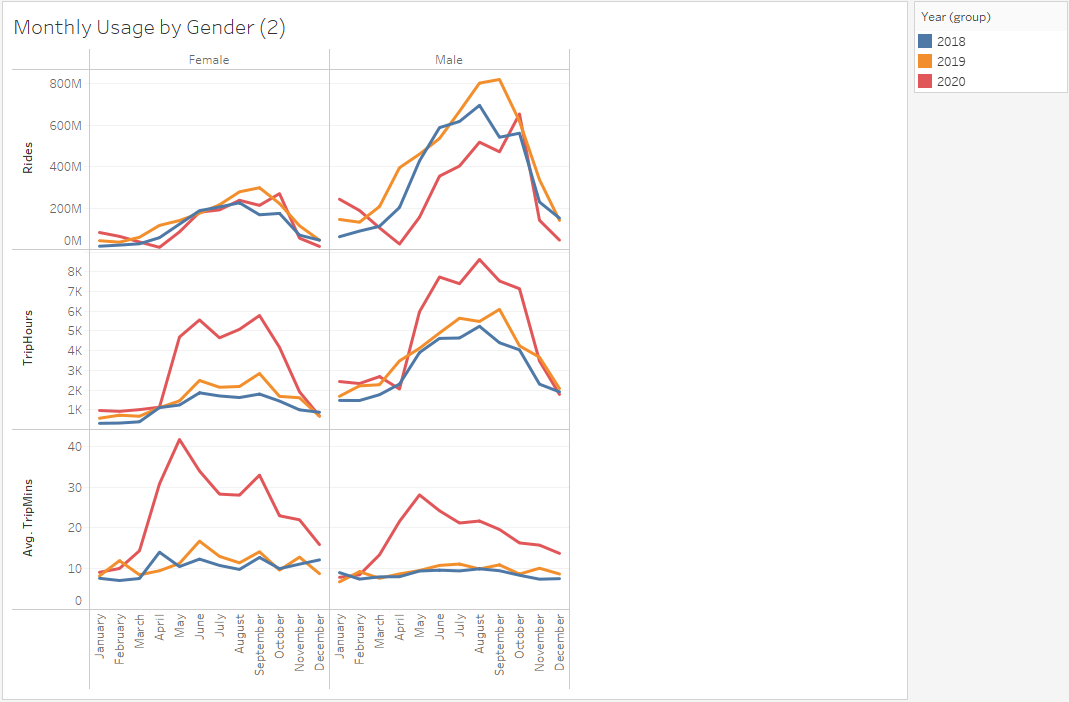 Monthly Usage by Gender (2)
Female Male
Rides
800M
600M
400M
200M
0M
TripHours
8K
7K
6K
5K
4K
3K
2K
1K
Avg. TripMins
40
30
20
10
0
January February March April May June July August September October November December January February March April May June July August September October November December
Year (group)
2018
2019
2020